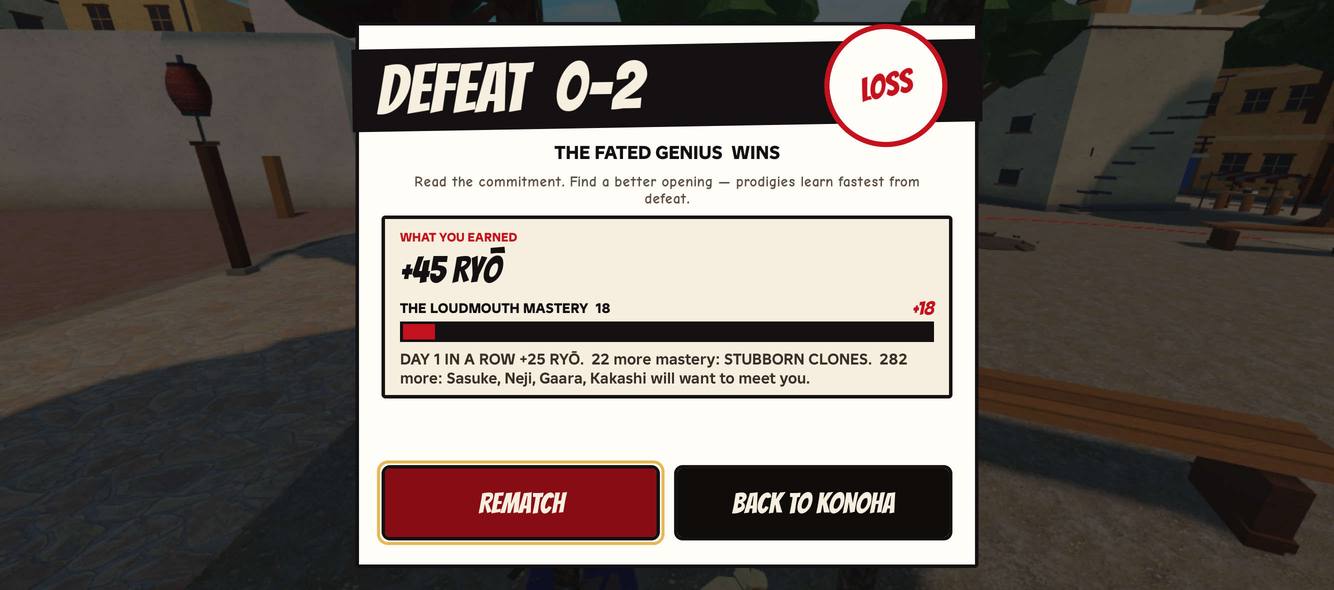 DEFEAT 0-2
LOSS
THE FATED GENIUS WINS
Read the commitment. Find a better opening — prodigies learn fastest from
defeat.
WHAT YOU EARNED
+45 RYŌ
THE LOUDMOUTH MASTERY 18
+18
DAY 1 IN A ROW +25 RYŌ. 22 more mastery: STUBBORN CLONES. 282
more: Sasuke, Neji, Gaara, Kakashi will want to meet you.
REMATCH
BACK TO KONOHA